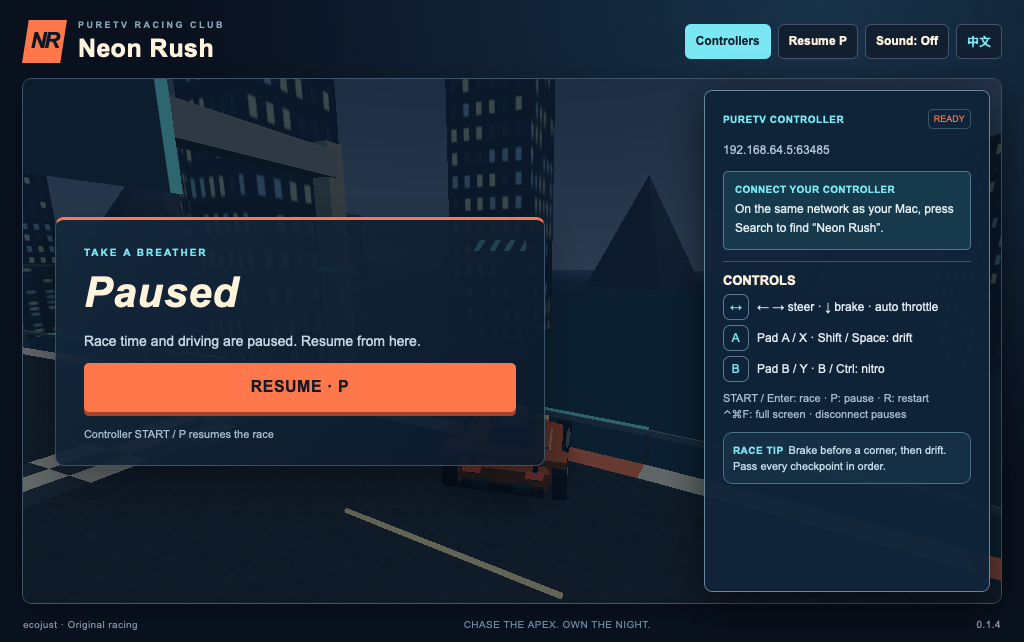 NR
PURETV RACING CLUB
Neon Rush
Controllers
Resume P
Sound: Off
中文
TAKE A BREATHER
Paused
Race time and driving are paused. Resume from here.
RESUME · P
Controller START / P resumes the race
PURETV CONTROLLER
READY
192.168.64.5:63485
CONNECT YOUR CONTROLLER
On the same network as your Mac, press
Search to find “Neon Rush”.
CONTROLS
↔ ← → steer · ↓ brake · auto throttle
A Pad A / X · Shift / Space: drift
B Pad B / Y · B / Ctrl: nitro
START / Enter: race · P: pause · R: restart
^⌘F: full screen · disconnect pauses
RACE TIP Brake before a corner, then drift.
Pass every checkpoint in order.
ecojust · Original racing
CHASE THE APEX. OWN THE NIGHT.
0.1.4